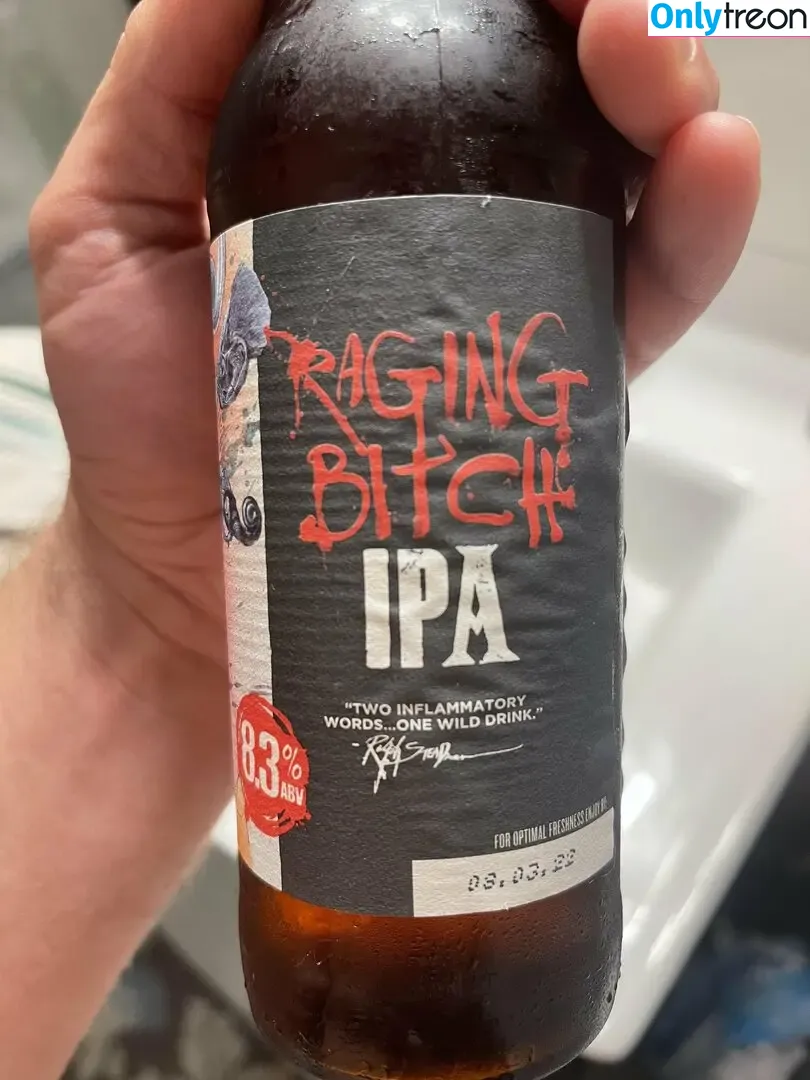 Onlytreon
RAGING
BITCH
IPA
"TWO INFLAMMATORY
WORDS...ONE WILD DRINK."
8.3%
ABV
FOR OPTIMAL FRESHNESS ENJOY BY:
08.03.22